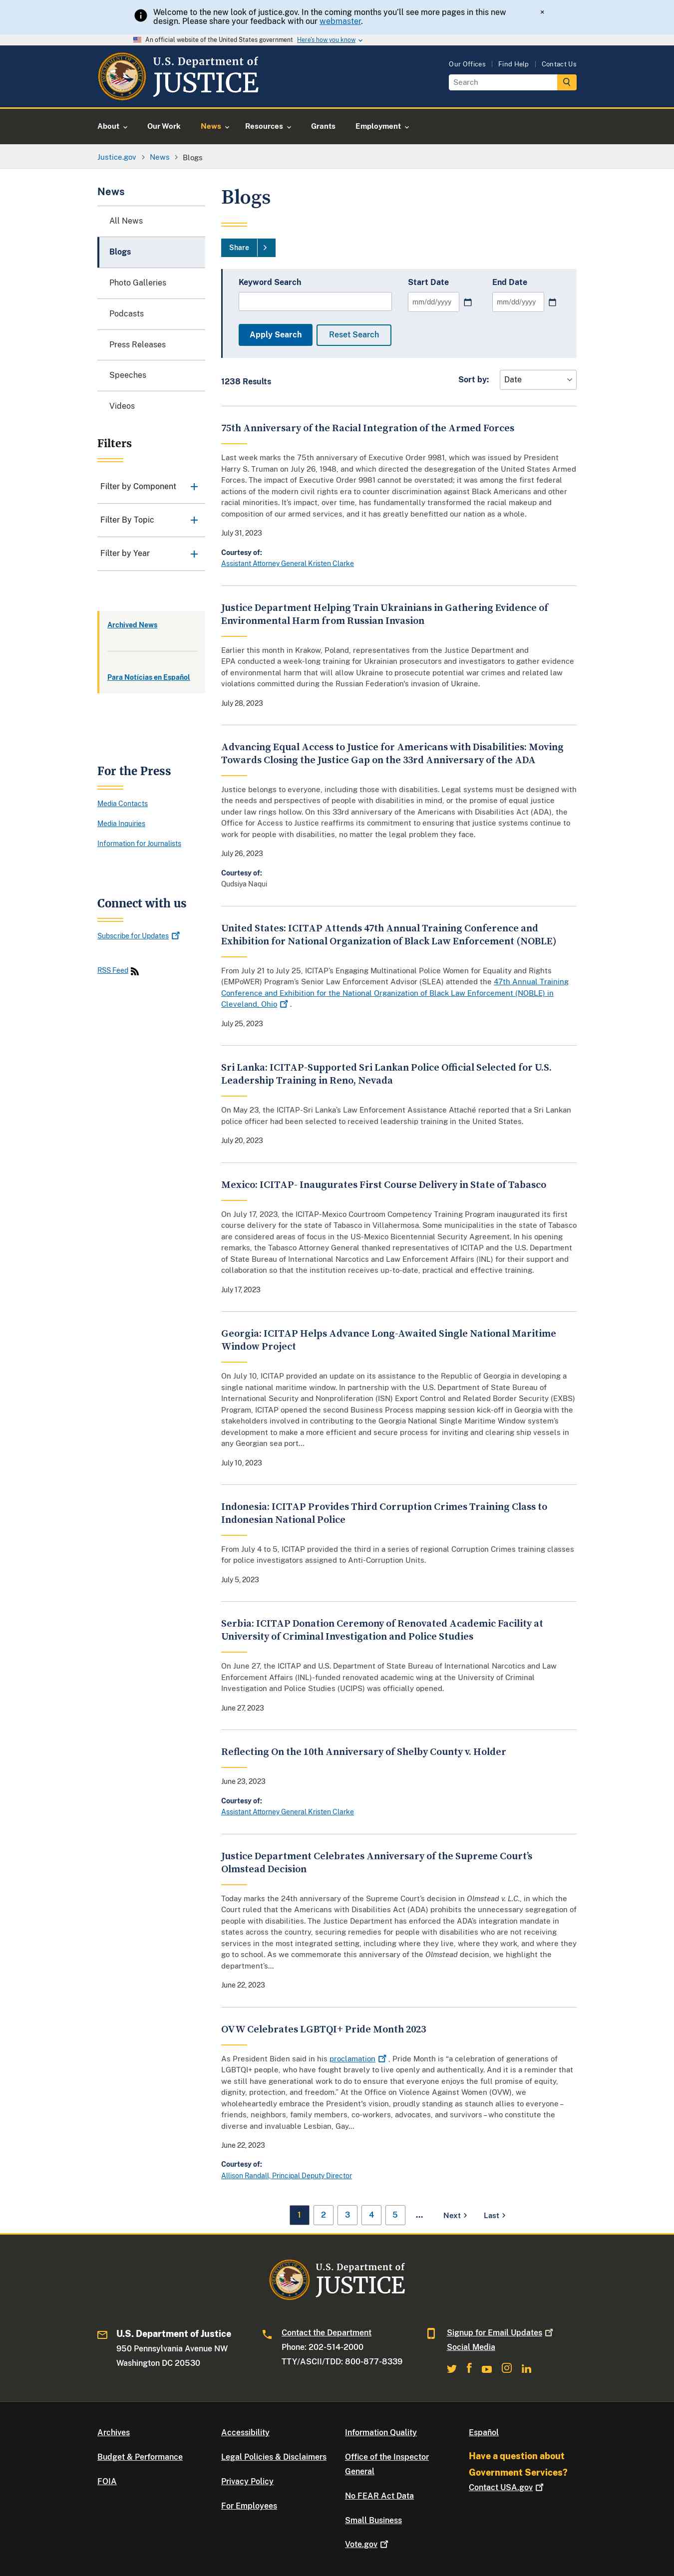 Welcome to the new look of justice.gov. In the coming months you'll see more pages in this new
design. Please share your feedback with our webmaster.
×
An official website of the United States government Here's how you know
U.S. Department of
JUSTICE
Our Offices Find Help Contact Us
Search
About
Our Work
News
Resources
Grants
Employment
Justice.gov > News > Blogs
News
All News
Blogs
Photo Galleries
Podcasts
Press Releases
Speeches
Videos
Filters
Filter by Component
Filter By Topic
Filter by Year
Archived News
Para Notícias en Español
For the Press
Media Contacts
Media Inquiries
Information for Journalists
Connect with us
Subscribe for Updates
RSS Feed
Blogs
Share
Keyword Search
Start Date
End Date
mm/dd/yyyy
mm/dd/yyyy
Apply Search
Reset Search
1238 Results
Sort by:
Date
75th Anniversary of the Racial Integration of the Armed Forces
Last week marks the 75th anniversary of Executive Order 9981, which was issued by President
Harry S. Truman on July 26, 1948, and which directed the desegregation of the United States Armed
Forces. The impact of Executive Order 9981 cannot be overstated; it was among the first federal
actions of the modern civil rights era to counter discrimination against Black Americans and other
racial minorities. It's impact, over time, has fundamentally transformed the racial makeup and
composition of our armed services, and it has greatly benefitted our nation as a whole.
July 31, 2023
Courtesy of:
Assistant Attorney General Kristen Clarke
Justice Department Helping Train Ukrainians in Gathering Evidence of
Environmental Harm from Russian Invasion
Earlier this month in Krakow, Poland, representatives from the Justice Department and
EPA conducted a week-long training for Ukrainian prosecutors and investigators to gather evidence
of environmental harm that will allow Ukraine to prosecute potential war crimes and related law
violations committed during the Russian Federation's invasion of Ukraine.
July 28, 2023
Advancing Equal Access to Justice for Americans with Disabilities: Moving
Towards Closing the Justice Gap on the 33rd Anniversary of the ADA
Justice belongs to everyone, including those with disabilities. Legal systems must be designed with
the needs and perspectives of people with disabilities in mind, or the promise of equal justice
under law rings hollow. On this 33rd anniversary of the Americans with Disabilities Act (ADA), the
Office for Access to Justice reaffirms its commitment to ensuring that justice systems continue to
work for people with disabilities, no matter the legal problem they face.
July 26, 2023
Courtesy of:
Qudsiya Naqui
United States: ICITAP Attends 47th Annual Training Conference and
Exhibition for National Organization of Black Law Enforcement (NOBLE)
From July 21 to July 25, ICITAP's Engaging Multinational Police Women for Equality and Rights
(EMPoWER) Program's Senior Law Enforcement Advisor (SLEA) attended the 47th Annual Training
Conference and Exhibition for the National Organization of Black Law Enforcement (NOBLE) in
Cleveland, Ohio .
July 25, 2023
Sri Lanka: ICITAP-Supported Sri Lankan Police Official Selected for U.S.
Leadership Training in Reno, Nevada
On May 23, the ICITAP-Sri Lanka's Law Enforcement Assistance Attaché reported that a Sri Lankan
police officer had been selected to received leadership training in the United States.
July 20, 2023
Mexico: ICITAP- Inaugurates First Course Delivery in State of Tabasco
On July 17, 2023, the ICITAP-Mexico Courtroom Competency Training Program inaugurated its first
course delivery for the state of Tabasco in Villahermosa. Some municipalities in the state of Tabasco
are considered areas of focus in the US-Mexico Bicentennial Security Agreement. In his opening
remarks, the Tabasco Attorney General thanked representatives of ICITAP and the U.S. Department
of State Bureau of International Narcotics and Law Enforcement Affairs (INL) for their support and
collaboration so that the institution receives up-to-date, practical and effective training.
July 17, 2023
Georgia: ICITAP Helps Advance Long-Awaited Single National Maritime
Window Project
On July 10, ICITAP provided an update on its assistance to the Republic of Georgia in developing a
single national maritime window. In partnership with the U.S. Department of State Bureau of
International Security and Nonproliferation (ISN) Export Control and Related Border Security (EXBS)
Program, ICITAP opened the second Business Process mapping session kick-off in Georgia with the
stakeholders involved in contributing to the Georgia National Single Maritime Window system's
development to make a more efficient and secure process for inviting and clearing ship vessels in
any Georgian sea port...
July 10, 2023
Indonesia: ICITAP Provides Third Corruption Crimes Training Class to
Indonesian National Police
From July 4 to 5, ICITAP provided the third in a series of regional Corruption Crimes training classes
for police investigators assigned to Anti-Corruption Units.
July 5, 2023
Serbia: ICITAP Donation Ceremony of Renovated Academic Facility at
University of Criminal Investigation and Police Studies
On June 27, the ICITAP and U.S. Department of State Bureau of International Narcotics and Law
Enforcement Affairs (INL)-funded renovated academic wing at the University of Criminal
Investigation and Police Studies (UCIPS) was officially opened.
June 27, 2023
Reflecting On the 10th Anniversary of Shelby County v. Holder
June 23, 2023
Courtesy of:
Assistant Attorney General Kristen Clarke
Justice Department Celebrates Anniversary of the Supreme Court's
Olmstead Decision
Today marks the 24th anniversary of the Supreme Court's decision in Olmstead v. L.C., in which the
Court ruled that the Americans with Disabilities Act (ADA) prohibits the unnecessary segregation of
people with disabilities. The Justice Department has enforced the ADA's integration mandate in
states across the country, securing remedies for people with disabilities who are not receiving
services in the most integrated setting, including where they live, where they work, and where they
go to school. As we commemorate this anniversary of the Olmstead decision, we highlight the
department's...
June 22, 2023
OVW Celebrates LGBTQI+ Pride Month 2023
As President Biden said in his proclamation , Pride Month is "a celebration of generations of
LGBTQI+ people, who have fought bravely to live openly and authentically. And it is a reminder that
we still have generational work to do to ensure that everyone enjoys the full promise of equity,
dignity, protection, and freedom." At the Office on Violence Against Women (OVW), we
wholeheartedly embrace the President's vision, proudly standing as staunch allies to everyone –
friends, neighbors, family members, co-workers, advocates, and survivors – who constitute the
diverse and invaluable Lesbian, Gay...
June 22, 2023
Courtesy of:
Allison Randall, Principal Deputy Director
1 2 3 4 5 … Next Last
U.S. Department of
JUSTICE
U.S. Department of Justice
950 Pennsylvania Avenue NW
Washington DC 20530
Contact the Department
Phone: 202-514-2000
TTY/ASCII/TDD: 800-877-8339
Signup for Email Updates
Social Media
Archives
Budget & Performance
FOIA
Accessibility
Legal Policies & Disclaimers
Privacy Policy
For Employees
Information Quality
Office of the Inspector
General
No FEAR Act Data
Small Business
Vote.gov
Español
Have a question about
Government Services?
Contact USA.gov